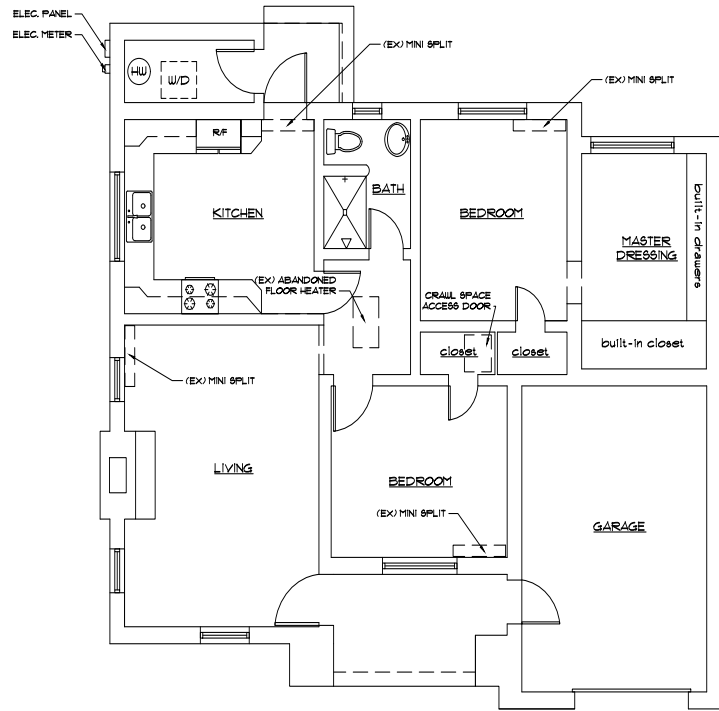 ELEC. PANEL
ELEC. METER
HW
W/D
(EX) MINI SPLIT
(EX) MINI SPLIT
R/F
BATH
KITCHEN
BEDROOM
MASTER
DRESSING
built-in drawers
(EX) ABANDONED
FLOOR HEATER
CRAWL SPACE
ACCESS DOOR
closet
closet
built-in closet
(EX) MINI SPLIT
LIVING
BEDROOM
(EX) MINI SPLIT
GARAGE